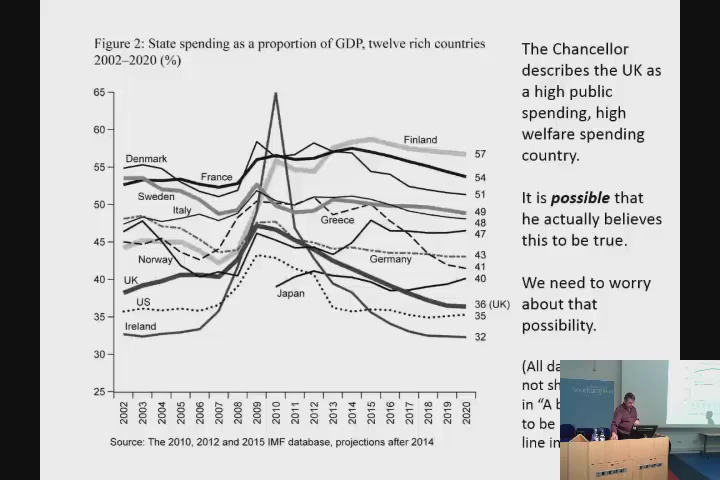 Figure 2: State spending as a proportion of GDP, twelve rich countries
2002–2020 (%)
65
60
55
50
45
40
35
30
25
Finland
Denmark
France
Sweden
Italy
Greece
Norway
Germany
UK
Japan
US
Ireland
57
54
51
49
48
47
43
41
40
36 (UK)
35
32
2002
2003
2004
2005
2006
2007
2008
2009
2010
2011
2012
2013
2014
2015
2016
2017
2018
2019
2020
Source: The 2010, 2012 and 2015 IMF database, projections after 2014
The Chancellor
describes the UK as
a high public
spending, high
welfare spending
country.
It is possible that
he actually believes
this to be true.
We need to worry
about that
possibility.
(All da
not sh
in “A b
to be
line in